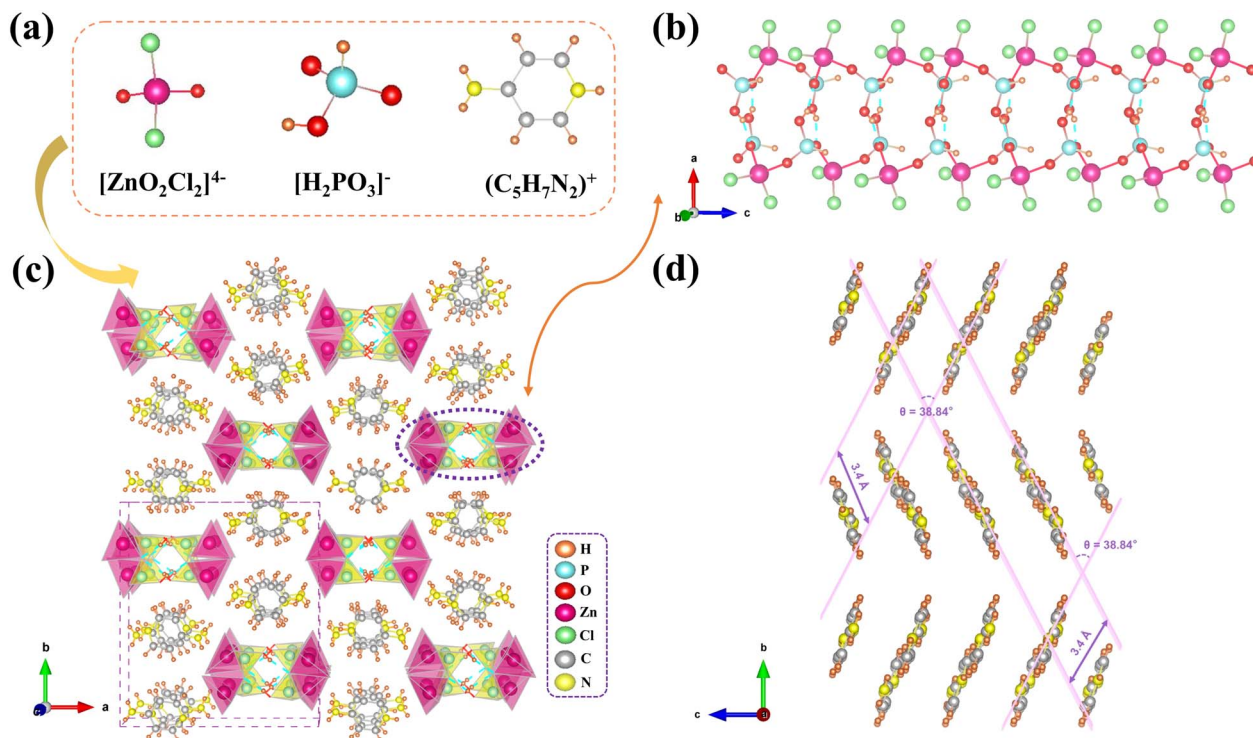 (a)
[ZnO₂Cl₂]⁴⁻
[H₂PO₃]⁻
(C₅H₇N₂)⁺
(b)
a
b
c
(c)
H
P
O
Zn
Cl
C
N
b
a
c
(d)
θ = 38.84°
3.4 Å
θ = 38.84°
3.4 Å
b
c
a